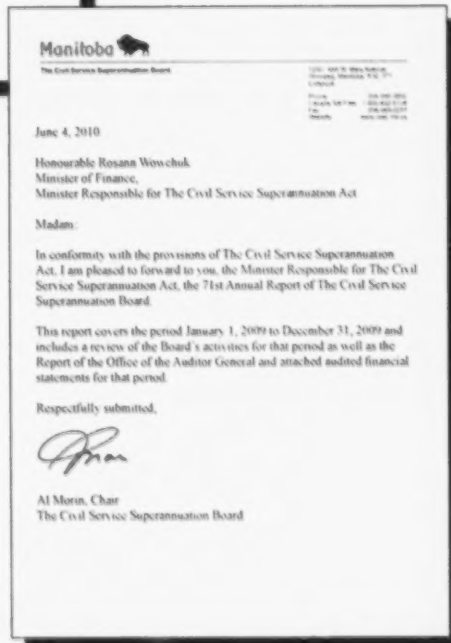 Manitoba
The Civil Service Superannuation Board
Winnipeg, Manitoba
Phone
Fax
Website
June 4, 2010
Honourable Rosann Wowchuk
Minister of Finance,
Minister Responsible for The Civil Service Superannuation Act
Madam:
In conformity with the provisions of The Civil Service Superannuation
Act, I am pleased to forward to you, the Minister Responsible for The Civil
Service Superannuation Act, the 71st Annual Report of The Civil Service
Superannuation Board.
This report covers the period January 1, 2009 to December 31, 2009 and
includes a review of the Board's activities for that period as well as the
Report of the Office of the Auditor General and attached audited financial
statements for that period.
Respectfully submitted,
Al Morin, Chair
The Civil Service Superannuation Board